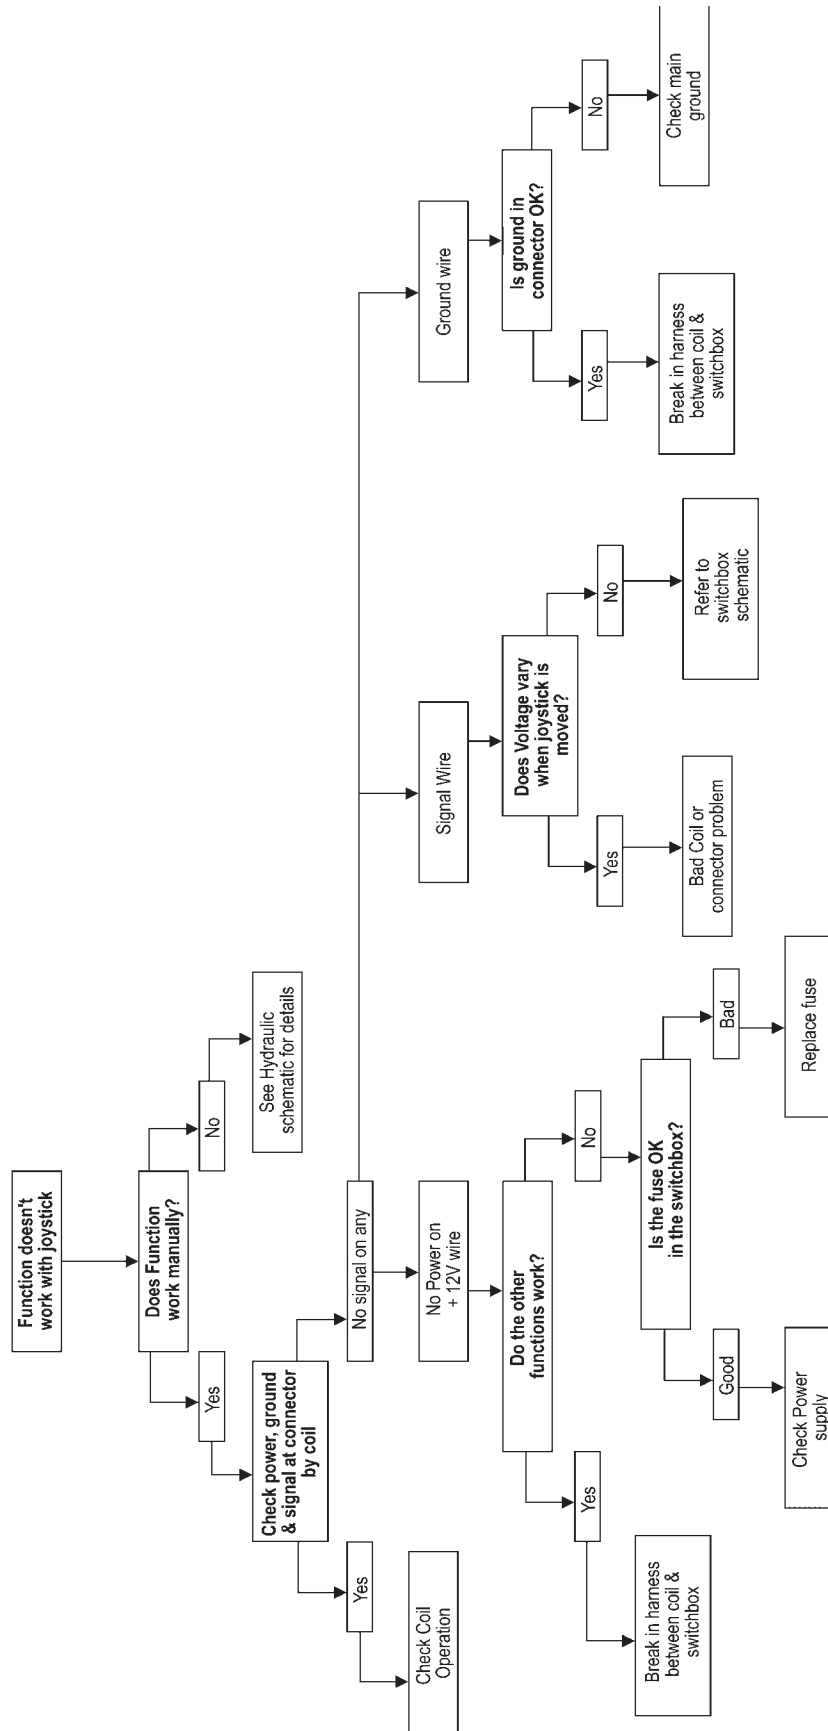 Function doesn't
work with joystick
Does Function
work manually?
Yes
No
Check power, ground
& signal at connector
by coil
See Hydraulic
schematic for details
Yes
No signal on any
Check Coil
Operation
No Power on
+ 12V wire
Signal Wire
Ground wire
Do the other
functions work?
Does Voltage vary
when joystick is
moved?
Is ground in
connector OK?
Yes
No
Yes
No
Yes
No
Break in harness
between coil &
switchbox
Is the fuse OK
in the switchbox?
Bad Coil or
connector problem
Refer to
switchbox
schematic
Break in harness
between coil &
switchbox
Check main
ground
Good
Bad
Check Power
supply
Replace fuse